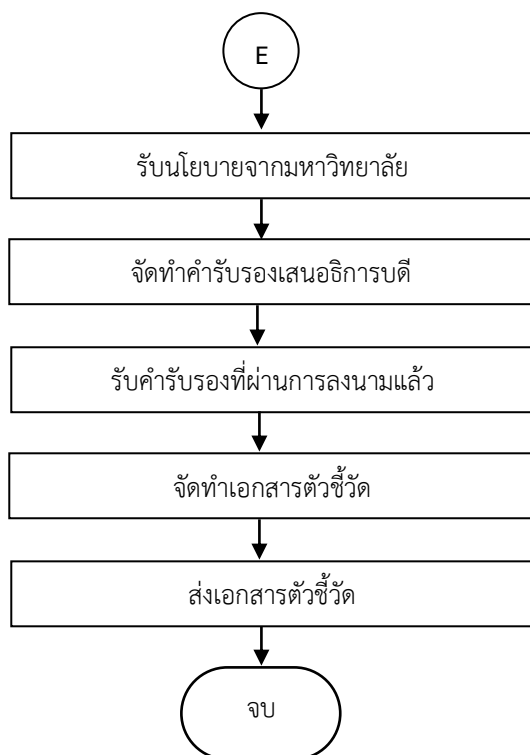 E
รับนโยบายจากมหาวิทยาลัย
จัดทำคำรับรองเสนอธิการบดี
รับคำรับรองที่ผ่านการลงนามแล้ว
จัดทำเอกสารตัวชี้วัด
ส่งเอกสารตัวชี้วัด
จบ